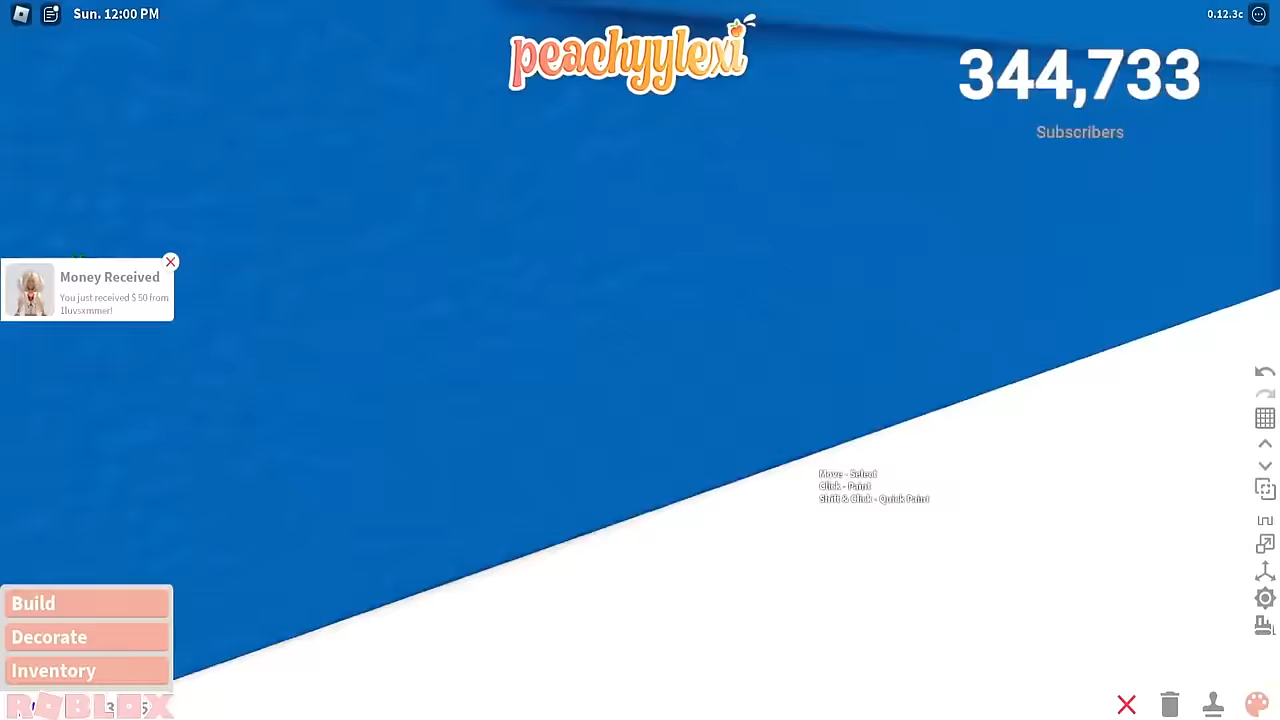 Sun. 12:00 PM
0.12.3c
peachyylexi
344,733
Subscribers
Money Received
You just received $ 50 from
1luvsxmmer!
Move - Select
Click - Paint
Shift & Click - Quick Paint
Build
Decorate
Inventory
ROBLOX